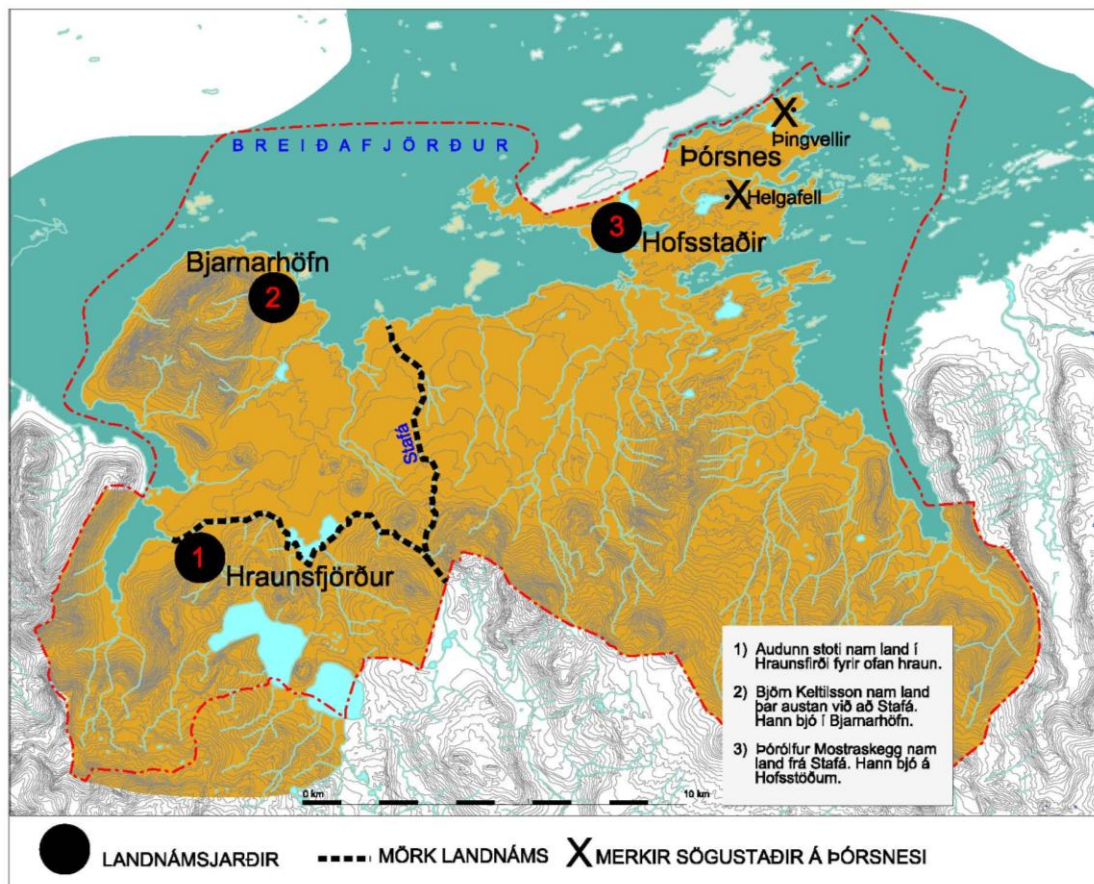 BREIÐAFJÖRÐUR
Þingvellir
Þórsnes
Helgafell
3
Hofsstaðir
Bjarnarhöfn
2
Stafá
1
Hraunsfjörður
1) Audunn stoti nam land í
Hraunsfirði fyrir ofan hraun.
2) Björn Keltilsson nam land
þar austan við að Stafá.
Hann bjó í Bjarnarhöfn.
3) Þórólfur Mostraskegg nam
land frá Stafá. Hann bjó á
Hofsstöðum.
0 km 10 km
LANDNÁMSJARÐIR MÖRK LANDNÁMS X MERKIR SÖGUSTAÐIR Á ÞÓRSNESI